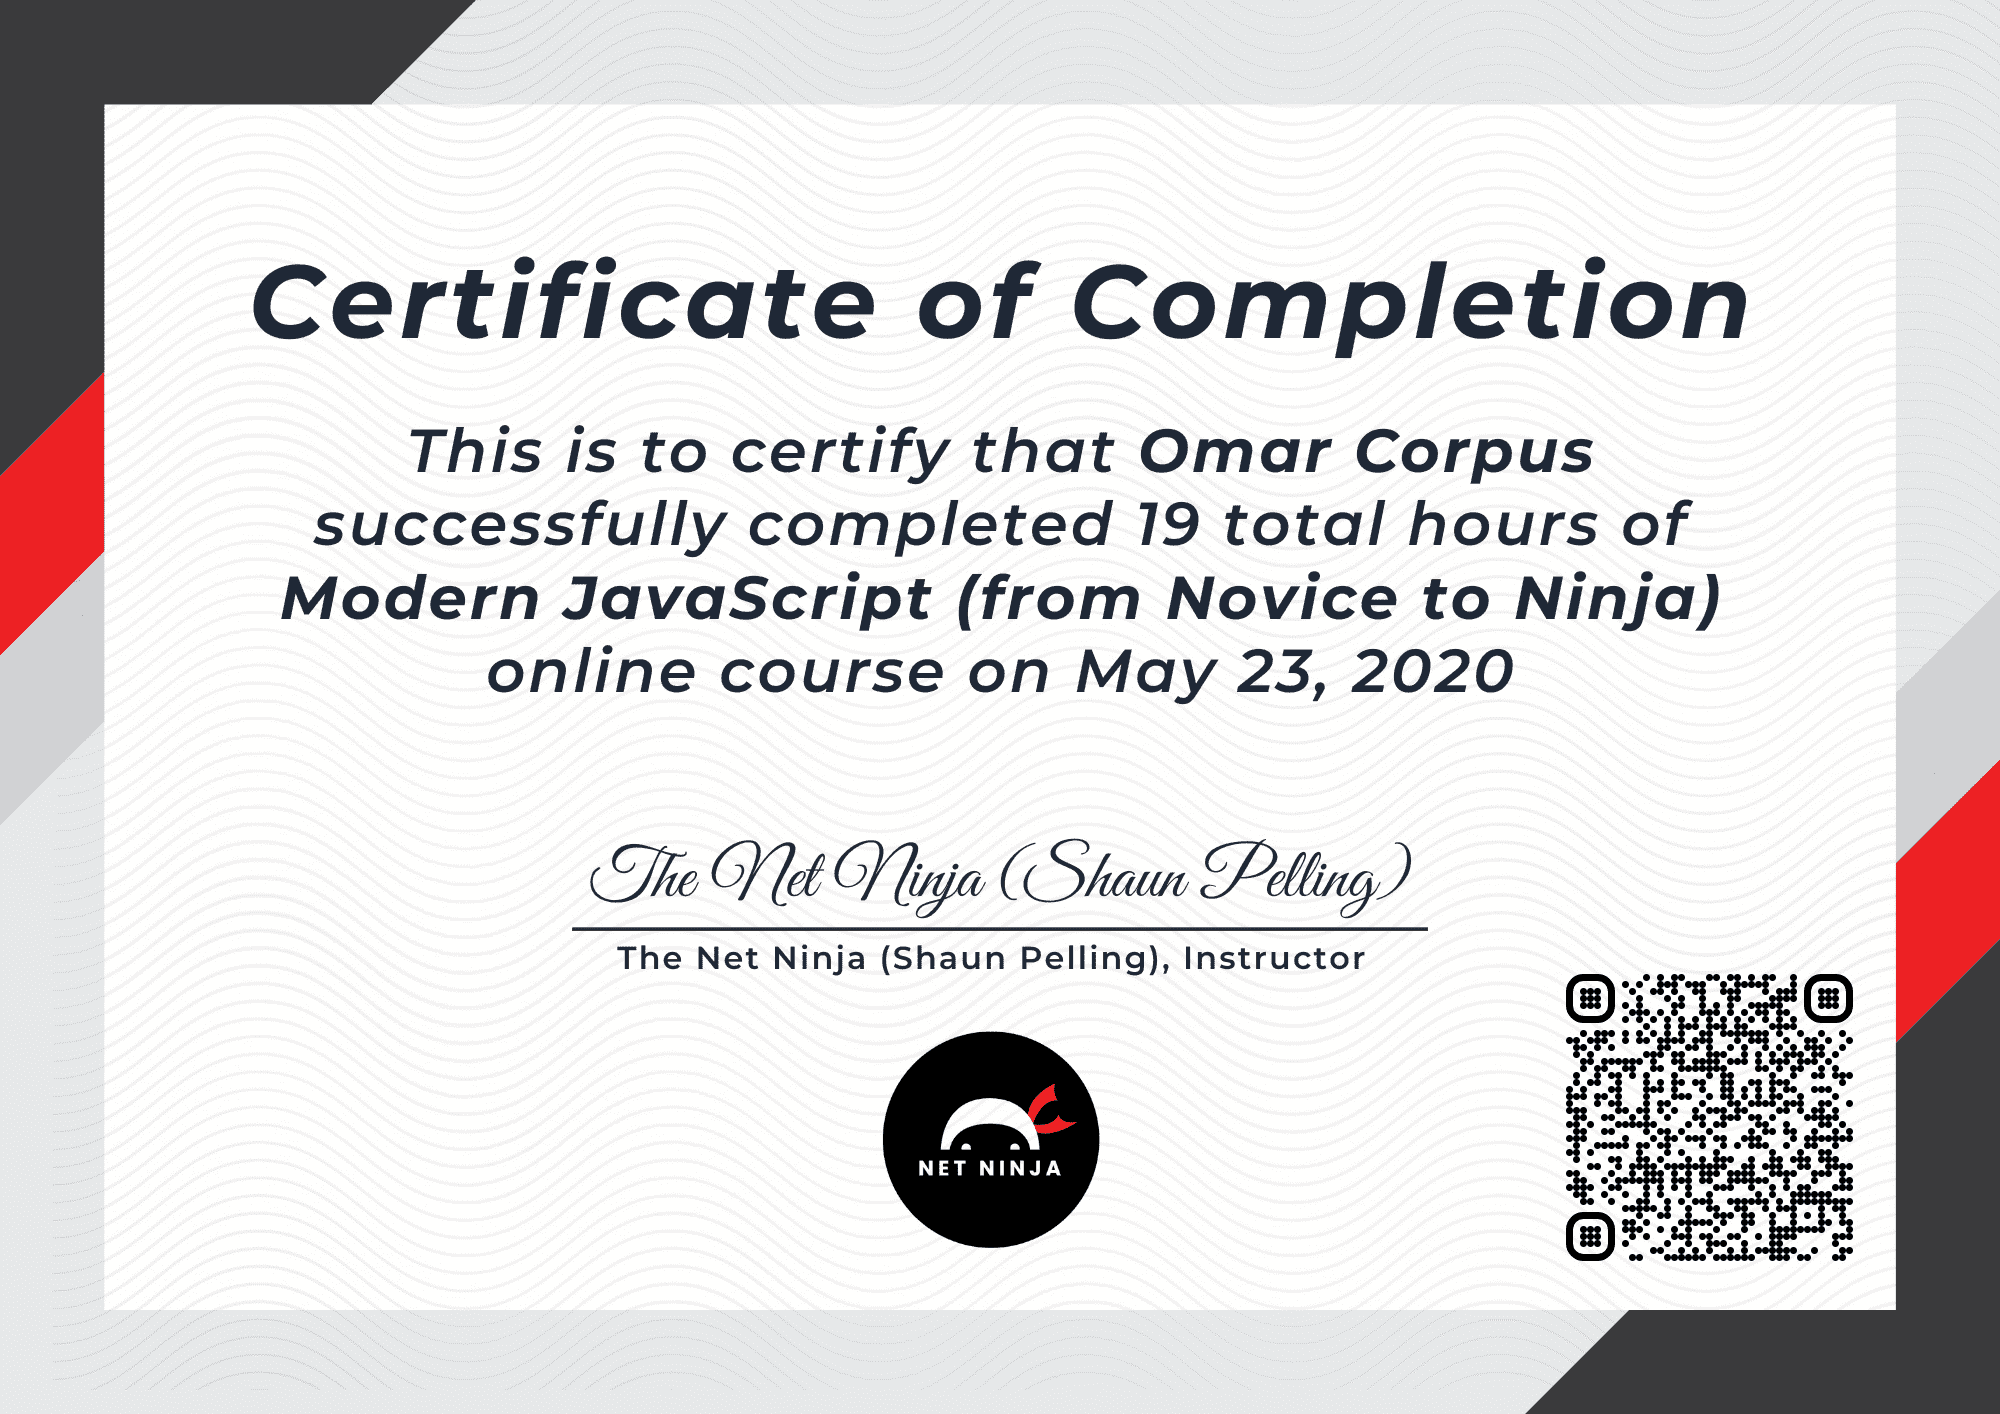 Certificate of Completion
This is to certify that Omar Corpus
successfully completed 19 total hours of
Modern JavaScript (from Novice to Ninja)
online course on May 23, 2020
The Net Ninja (Shaun Pelling)
The Net Ninja (Shaun Pelling), Instructor
NET NINJA